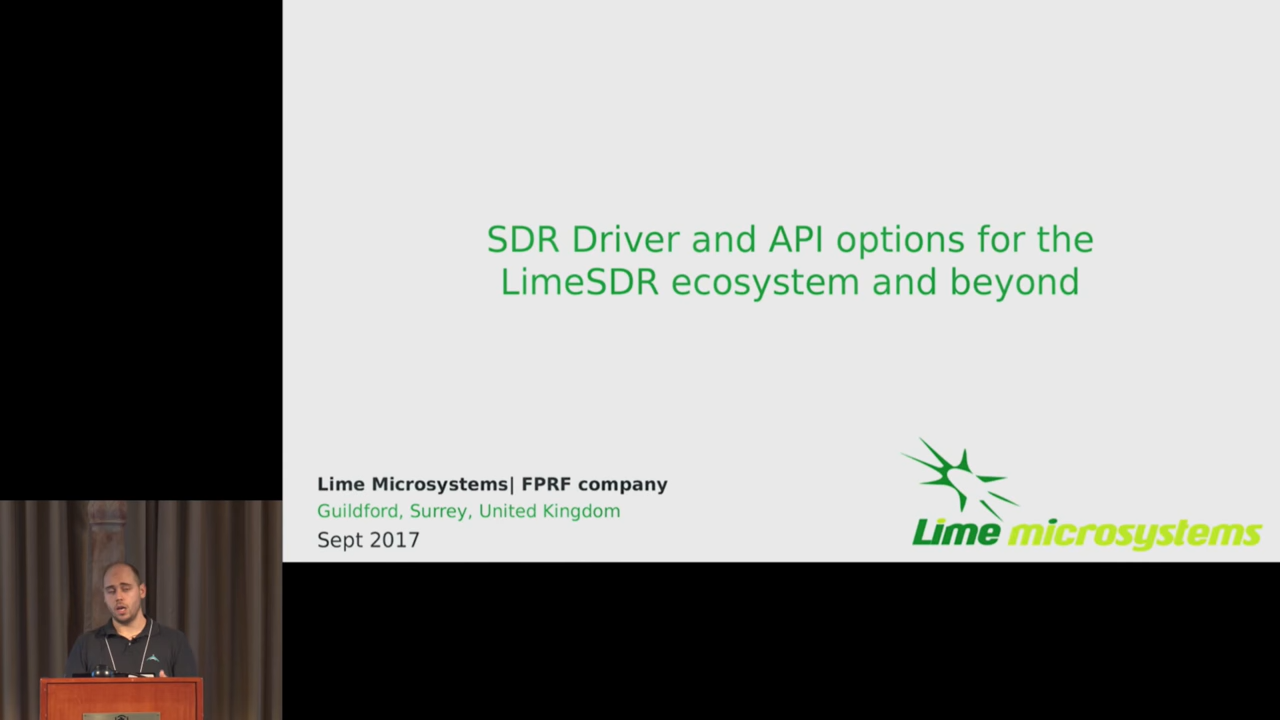 SDR Driver and API options for the
LimeSDR ecosystem and beyond
Lime Microsystems| FPRF company
Guildford, Surrey, United Kingdom
Sept 2017
Lime microsystems